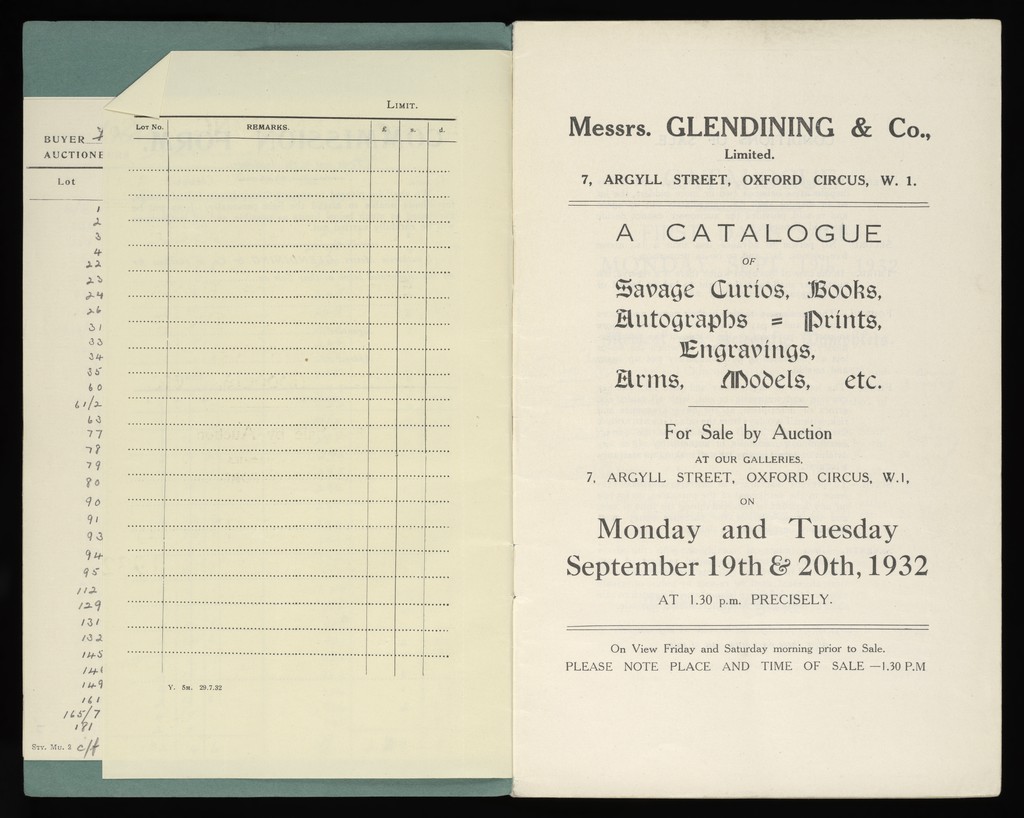 BUYER
AUCTIONE
Lot
1
2
3
4
22
23
24
26
31
33
34
35
60
61/2
63
77
78
79
80
90
91
93
94
95
112
129
131
132
145
149
161
165/7
181
Stv. Mu. 2 c/H
LIMIT.
LOT NO. REMARKS. £ s. d.
Y. 5m. 29.7.32
Messrs. GLENDINING & Co.,
Limited.
7, ARGYLL STREET, OXFORD CIRCUS, W. 1.
A CATALOGUE
OF
Savage Curios, Books,
Autographs = Prints,
Engravings,
Arms, Models, etc.
For Sale by Auction
AT OUR GALLERIES,
7, ARGYLL STREET, OXFORD CIRCUS, W.1,
ON
Monday and Tuesday
September 19th & 20th, 1932
AT 1.30 p.m. PRECISELY.
On View Friday and Saturday morning prior to Sale.
PLEASE NOTE PLACE AND TIME OF SALE —1.30 P.M